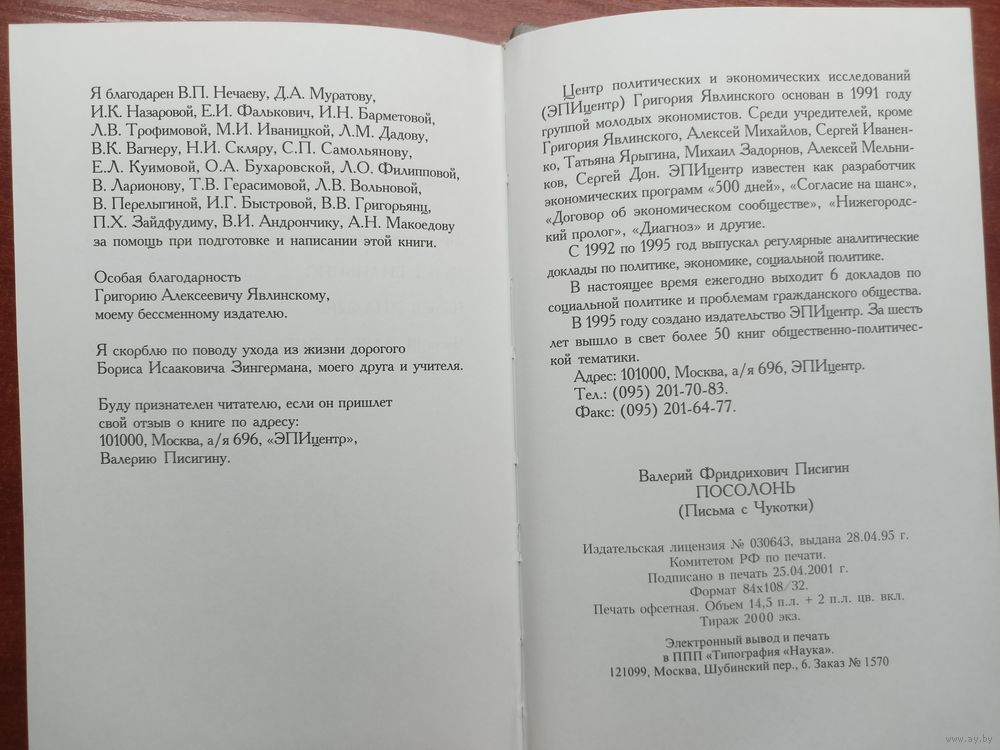 Я благодарен В.П. Нечаеву, Д.А. Муратову,
И.К. Назаровой, Е.И. Фалькович, И.Н. Барметовой,
Л.В. Трофимовой, М.И. Иваницкой, Л.М. Дадову,
В.К. Вагнеру, Н.И. Скляру, С.П. Самольянову,
Е.Л. Куимовой, О.А. Бухаровской, Л.О. Филипповой,
В. Ларионову, Т.В. Герасимовой, Л.В. Вольновой,
В. Перелыгиной, И.Г. Быстровой, В.В. Григорьянц,
П.Х. Зайдфудиму, В.И. Андрончику, А.Н. Макоедову
за помощь при подготовке и написании этой книги.
Особая благодарность
Григорию Алексеевичу Явлинскому,
моему бессменному издателю.
Я скорблю по поводу ухода из жизни дорогого
Бориса Исааковича Зингермана, моего друга и учителя.
Буду признателен читателю, если он пришлет
свой отзыв о книге по адресу:
101000, Москва, а/я 696, «ЭПИцентр»,
Валерию Писигину.
Центр политических и экономических исследований
(ЭПИцентр) Григория Явлинского основан в 1991 году
группой молодых экономистов. Среди учредителей, кроме
Григория Явлинского, Алексей Михайлов, Сергей Иванен-
ко, Татьяна Ярыгина, Михаил Задорнов, Алексей Мельни-
ков, Сергей Дон. ЭПИцентр известен как разработчик
экономических программ «500 дней», «Согласие на шанс»,
«Договор об экономическом сообществе», «Нижегородс-
кий пролог», «Диагноз» и другие.
С 1992 по 1995 год выпускал регулярные аналитические
доклады по политике, экономике, социальной политике.
В настоящее время ежегодно выходит 6 докладов по
социальной политике и проблемам гражданского общества.
В 1995 году создано издательство ЭПИцентр. За шесть
лет вышло в свет более 50 книг общественно-политичес-
кой тематики.
Адрес: 101000, Москва, а/я 696, ЭПИцентр.
Тел.: (095) 201-70-83.
Факс: (095) 201-64-77.
Валерий Фридрихович Писигин
ПОСОЛОНЬ
(Письма с Чукотки)
Издательская лицензия № 030643, выдана 28.04.95 г.
Комитетом РФ по печати.
Подписано в печать 25.04.2001 г.
Формат 84x108/32.
Печать офсетная. Объем 14,5 п.л. + 2 п.л. цв. вкл.
Тираж 2000 экз.
Электронный вывод и печать
в ППП «Типография «Наука».
121099, Москва, Шубинский пер., 6. Заказ № 1570
www.ay.by